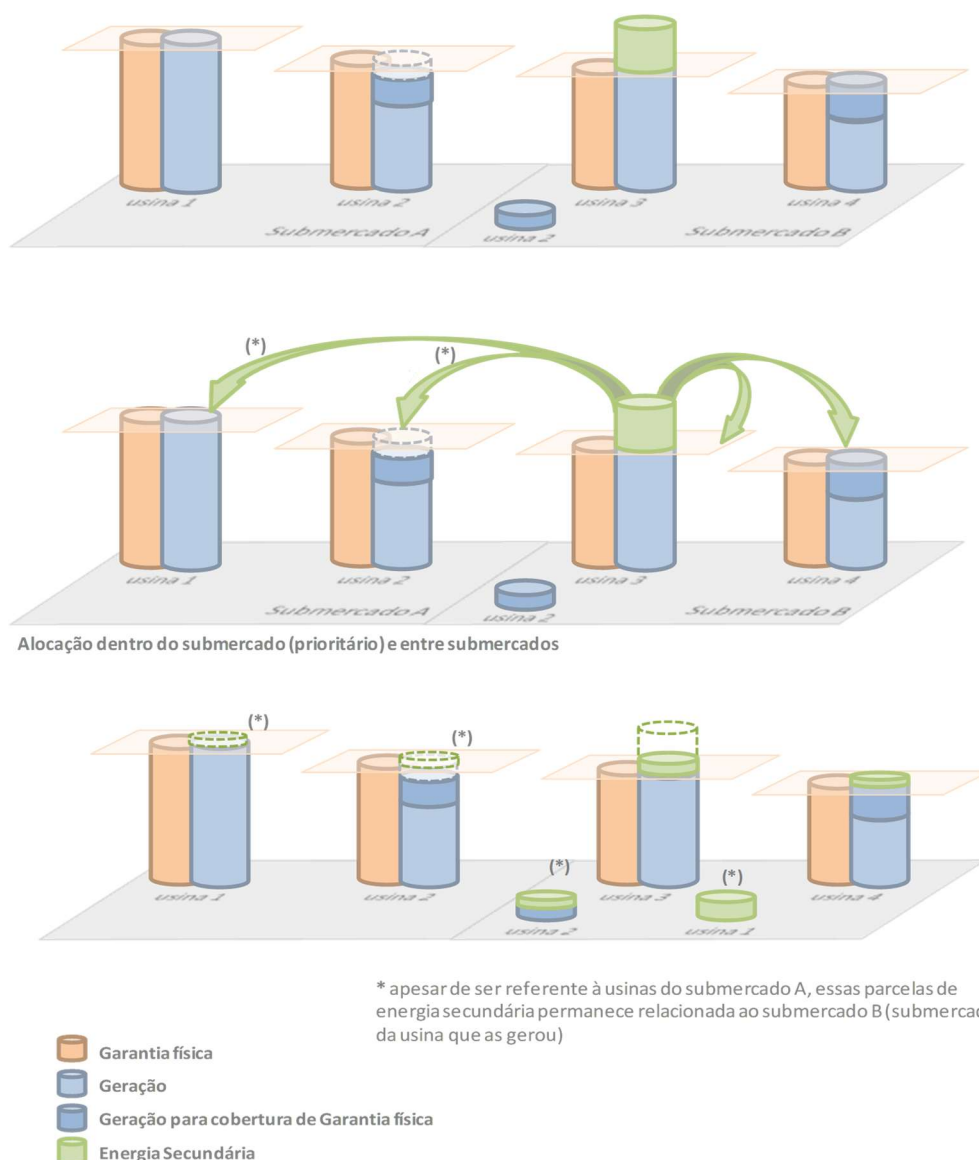 usina 1
usina 2
usina 3
usina 4
Submercado A
usina 2
Submercado B
(*)
(*)
usina 1
usina 2
usina 3
usina 4
Submercado A
usina 2
Submercado B
Alocação dentro do submercado (prioritário) e entre submercados
(*)
(*)
(*)
(*)
usina 1
usina 2
usina 3
usina 4
usina 2
usina 1
* apesar de ser referente à usinas do submercado A, essas parcelas de
energia secundária permanece relacionada ao submercado B (submercad
da usina que as gerou)
Garantia física
Geração
Geração para cobertura de Garantia física
Energia Secundária